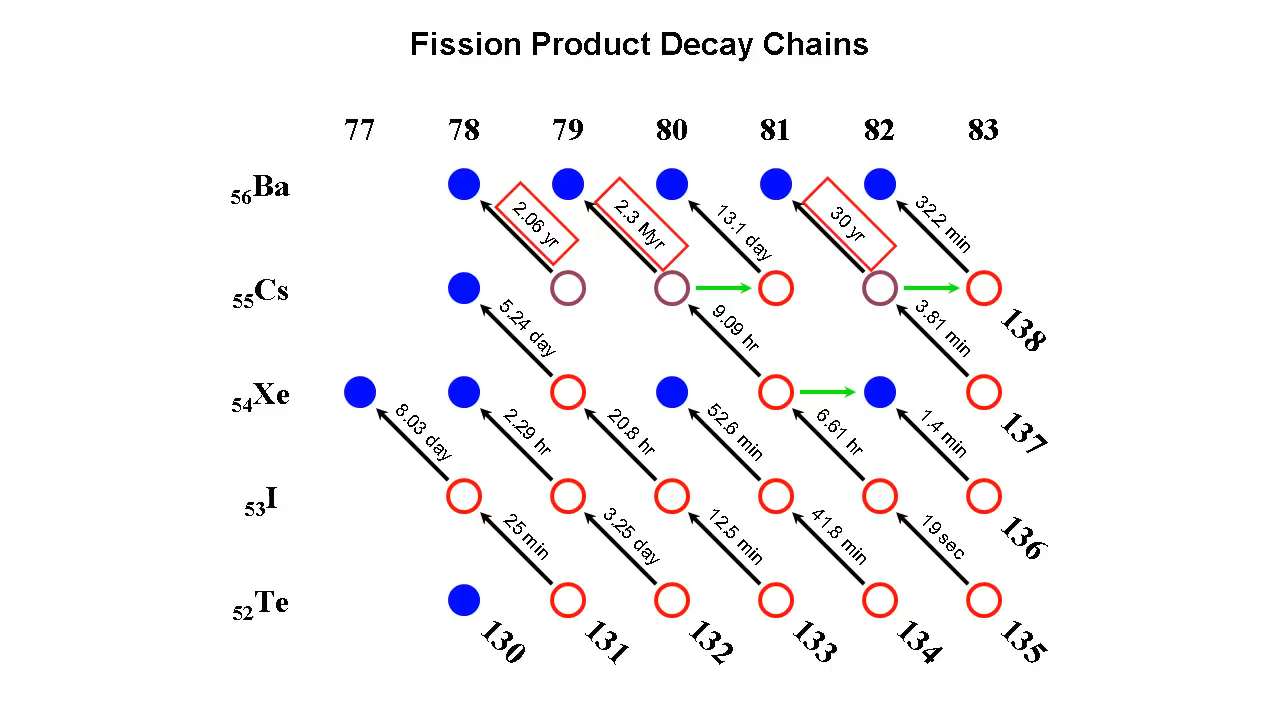 Fission Product Decay Chains
77 78 79 80 81 82 83
56Ba
2.06 yr 2.3 Myr 13.1 day 30 yr 32.2 min
55Cs
138
5.24 day 9.09 hr 3.81 min
54Xe
137
8.03 day 2.29 hr 20.8 hr 52.6 min 6.61 hr 1.4 min
53I
136
25 min 3.25 day 12.5 min 41.8 min 19 sec
52Te
130 131 132 133 134 135